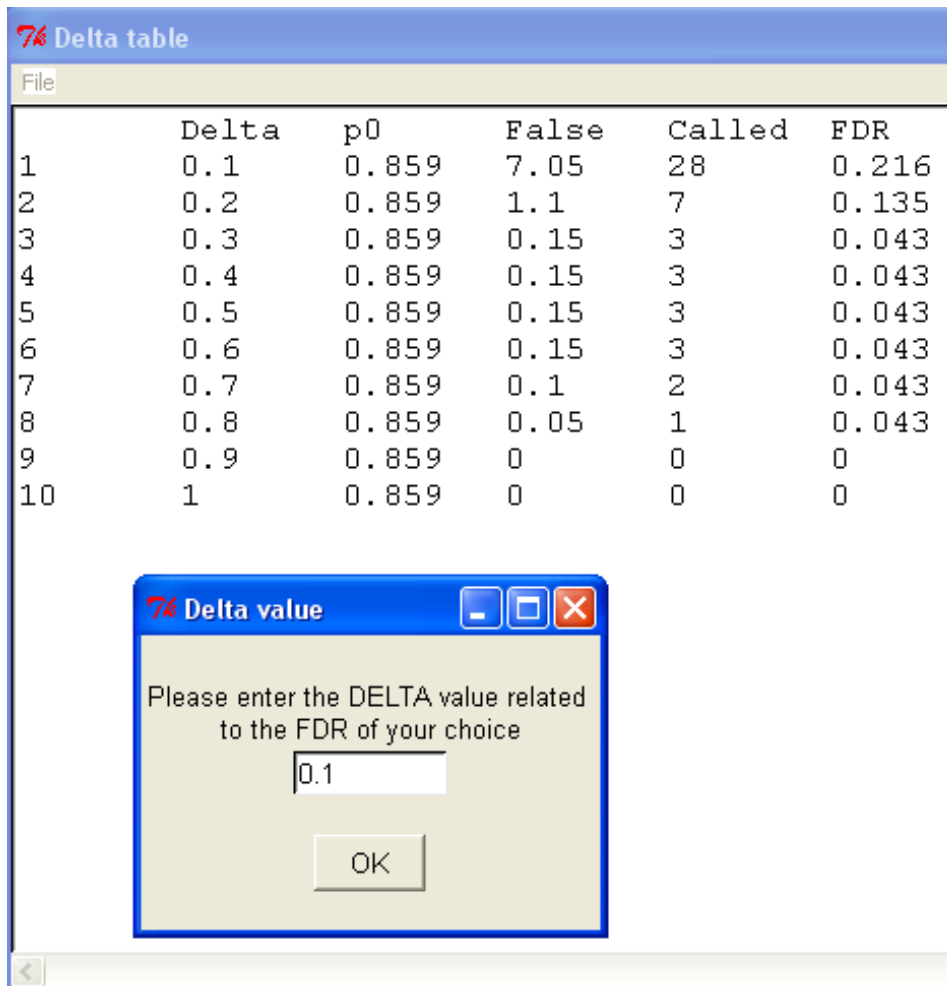 Delta table
File
Delta p0 False Called FDR
1 0.1 0.859 7.05 28 0.216
2 0.2 0.859 1.1 7 0.135
3 0.3 0.859 0.15 3 0.043
4 0.4 0.859 0.15 3 0.043
5 0.5 0.859 0.15 3 0.043
6 0.6 0.859 0.15 3 0.043
7 0.7 0.859 0.1 2 0.043
8 0.8 0.859 0.05 1 0.043
9 0.9 0.859 0 0 0
10 1 0.859 0 0 0
Delta value
Please enter the DELTA value related
to the FDR of your choice
0.1
OK